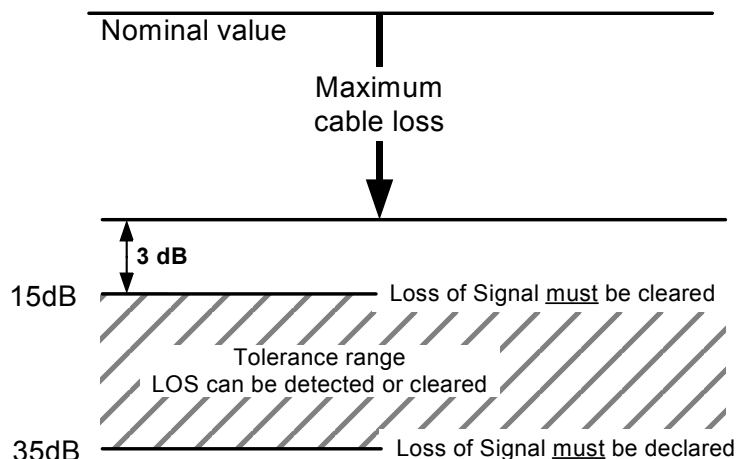 Nominal value
Maximum
cable loss
3 dB
15dB
Loss of Signal must be cleared
Tolerance range
LOS can be detected or cleared
35dB
Loss of Signal must be declared